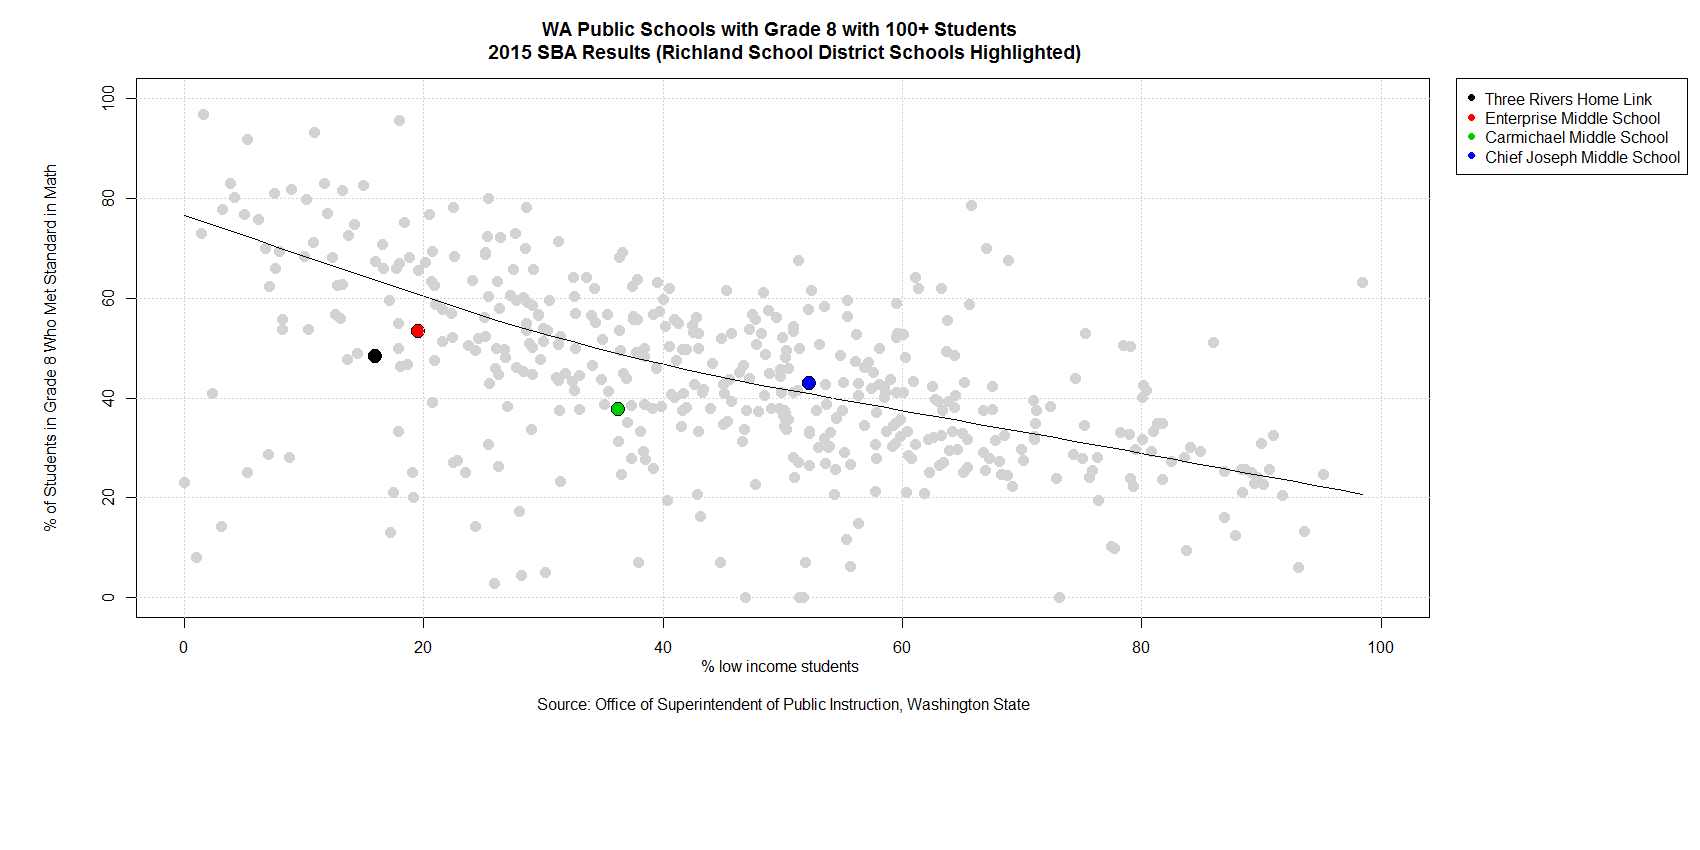 WA Public Schools with Grade 8 with 100+ Students
2015 SBA Results (Richland School District Schools Highlighted)
Three Rivers Home Link
Enterprise Middle School
Carmichael Middle School
Chief Joseph Middle School
% of Students in Grade 8 Who Met Standard in Math
100
80
60
40
20
0
0 20 40 60 80 100
% low income students
Source: Office of Superintendent of Public Instruction, Washington State